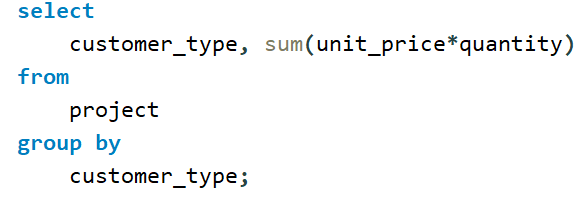 select
    customer_type, sum(unit_price*quantity)
from
    project
group by
    customer_type;